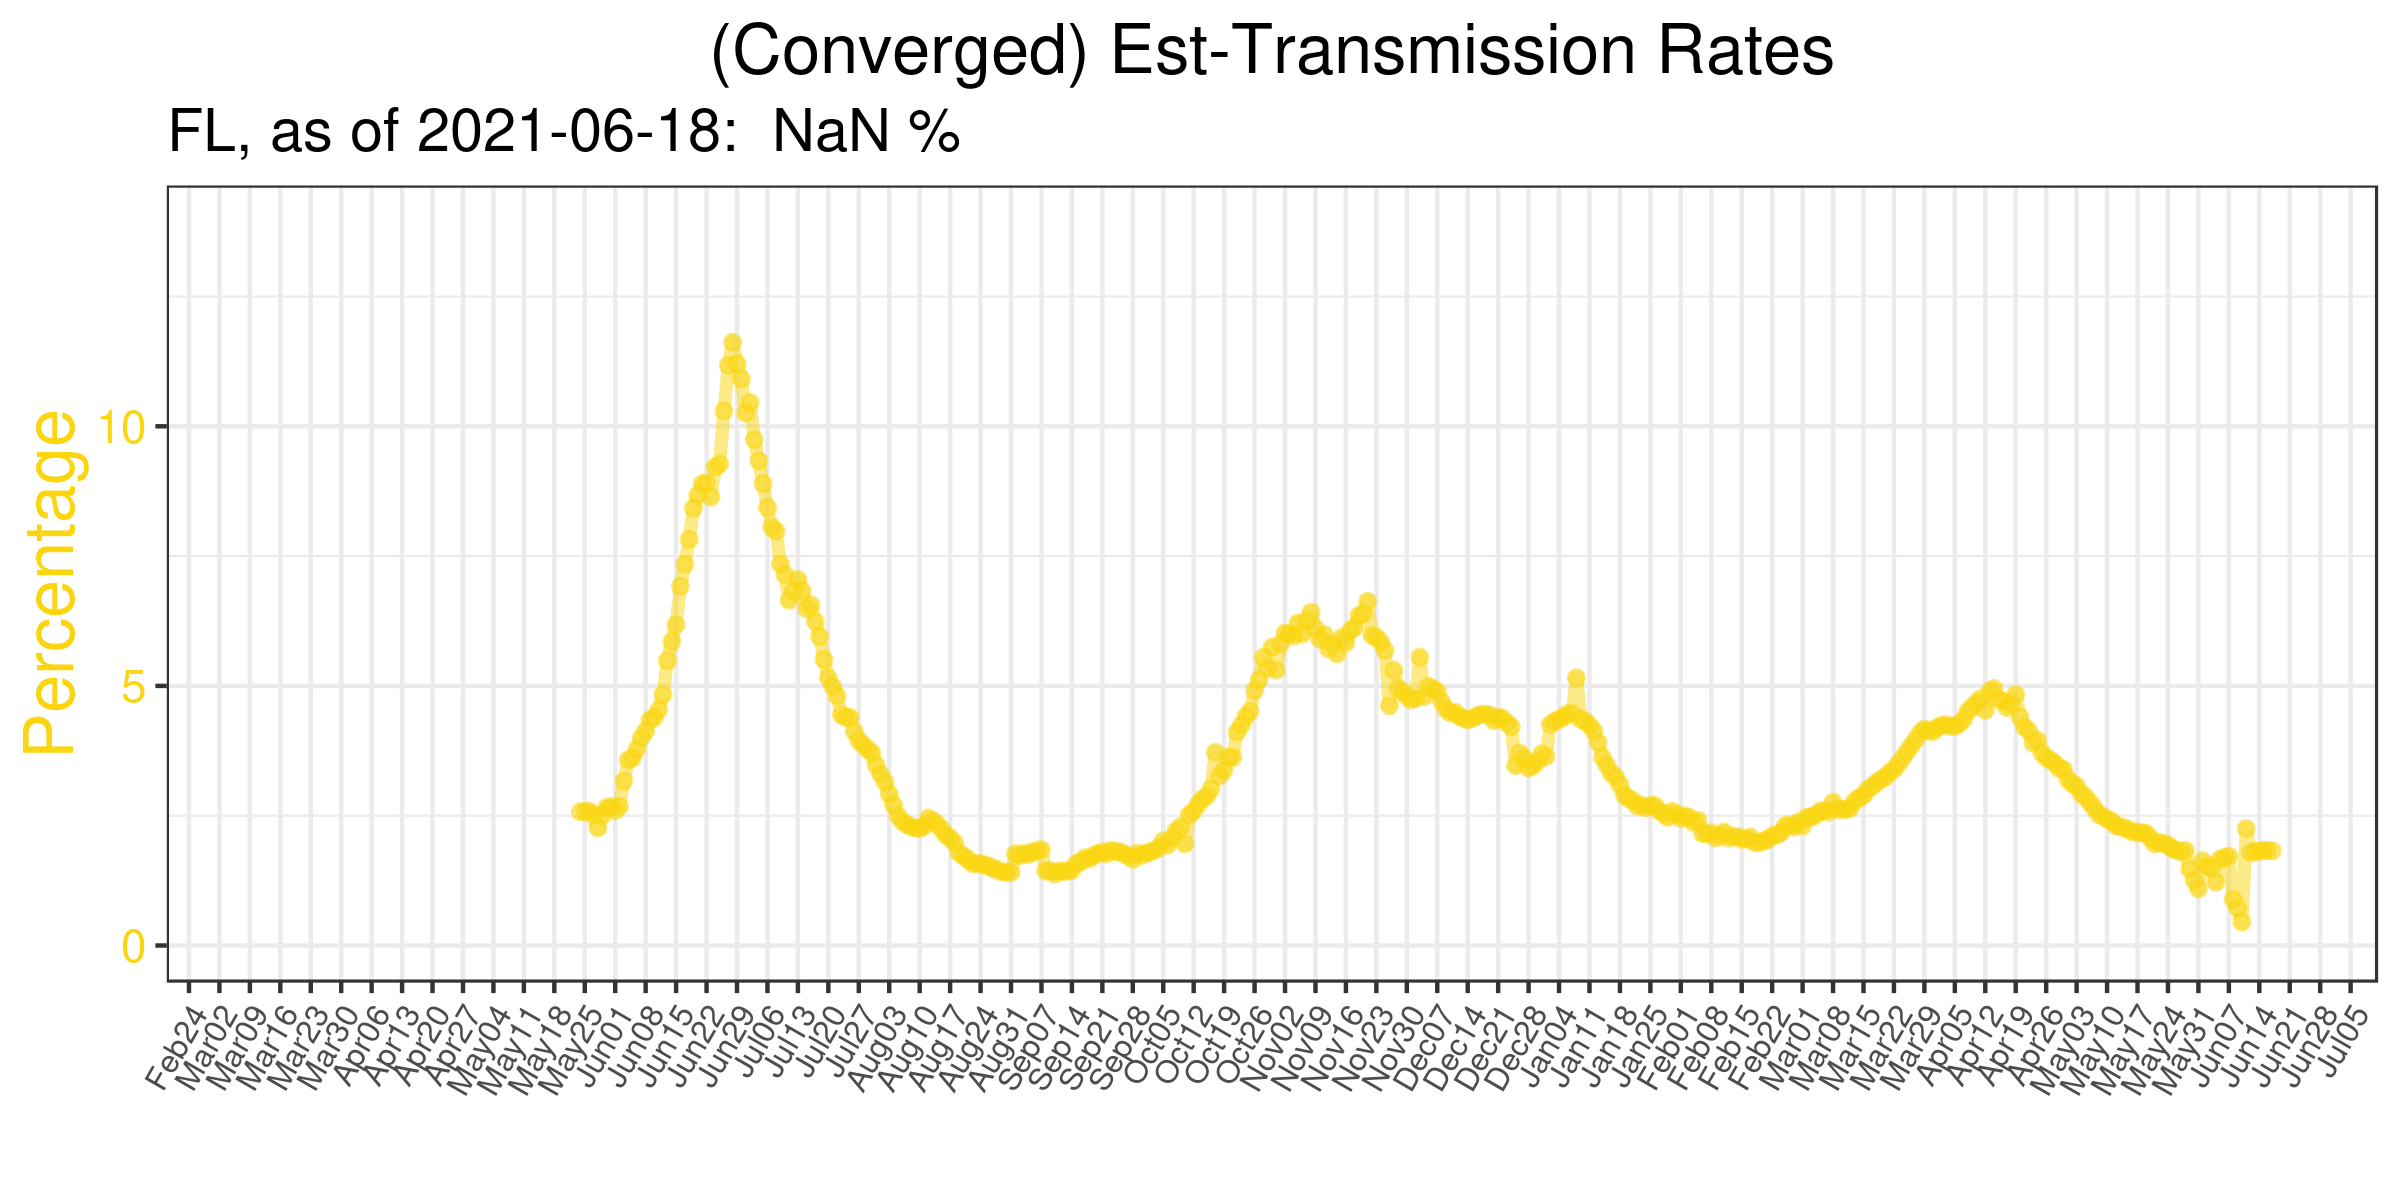 (Converged) Est-Transmission Rates
FL, as of 2021-06-18:  NaN %
Percentage
10
5
0
Feb24
Mar02
Mar09
Mar16
Mar23
Mar30
Apr06
Apr13
Apr20
Apr27
May04
May11
May18
May25
Jun01
Jun08
Jun15
Jun22
Jun29
Jul06
Jul13
Jul20
Jul27
Aug03
Aug10
Aug17
Aug24
Aug31
Sep07
Sep14
Sep21
Sep28
Oct05
Oct12
Oct19
Oct26
Nov02
Nov09
Nov16
Nov23
Nov30
Dec07
Dec14
Dec21
Dec28
Jan04
Jan11
Jan18
Jan25
Feb01
Feb08
Feb15
Feb22
Mar01
Mar08
Mar15
Mar22
Mar29
Apr05
Apr12
Apr19
Apr26
May03
May10
May17
May24
May31
Jun07
Jun14
Jun21
Jun28
Jul05